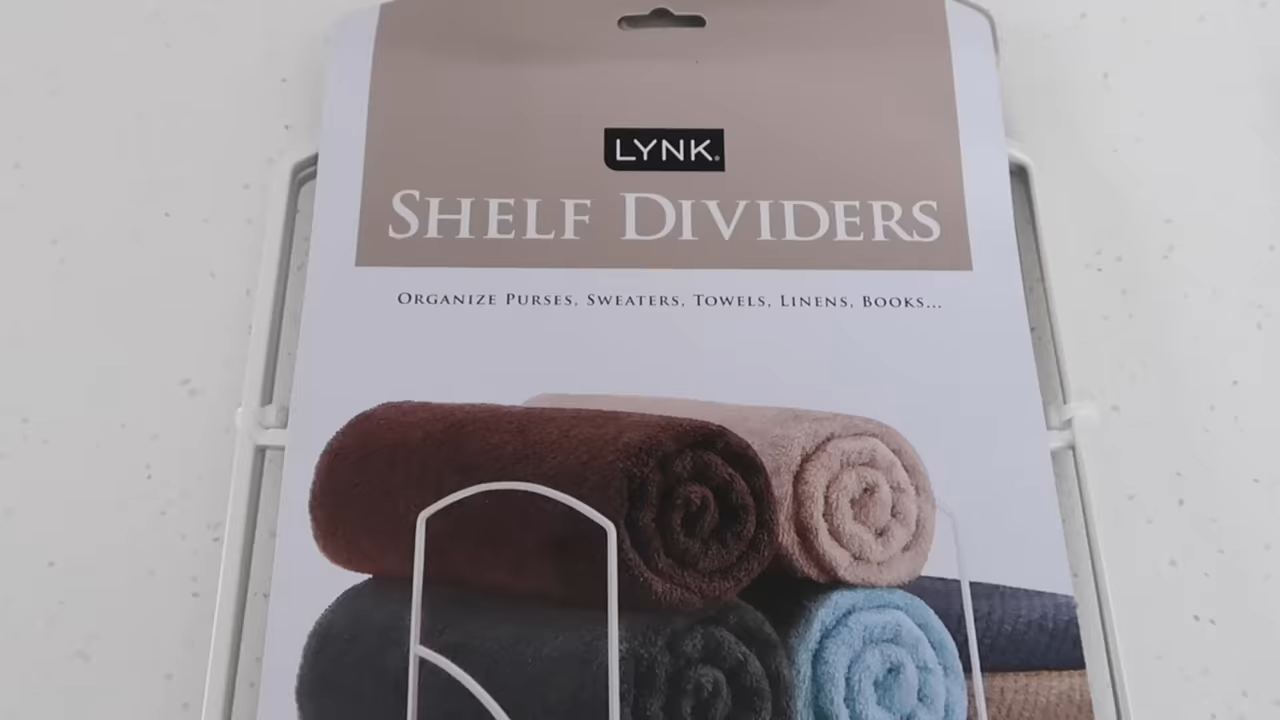 LYNK
SHELF DIVIDERS
ORGANIZE PURSES, SWEATERS, TOWELS, LINENS, BOOKS...